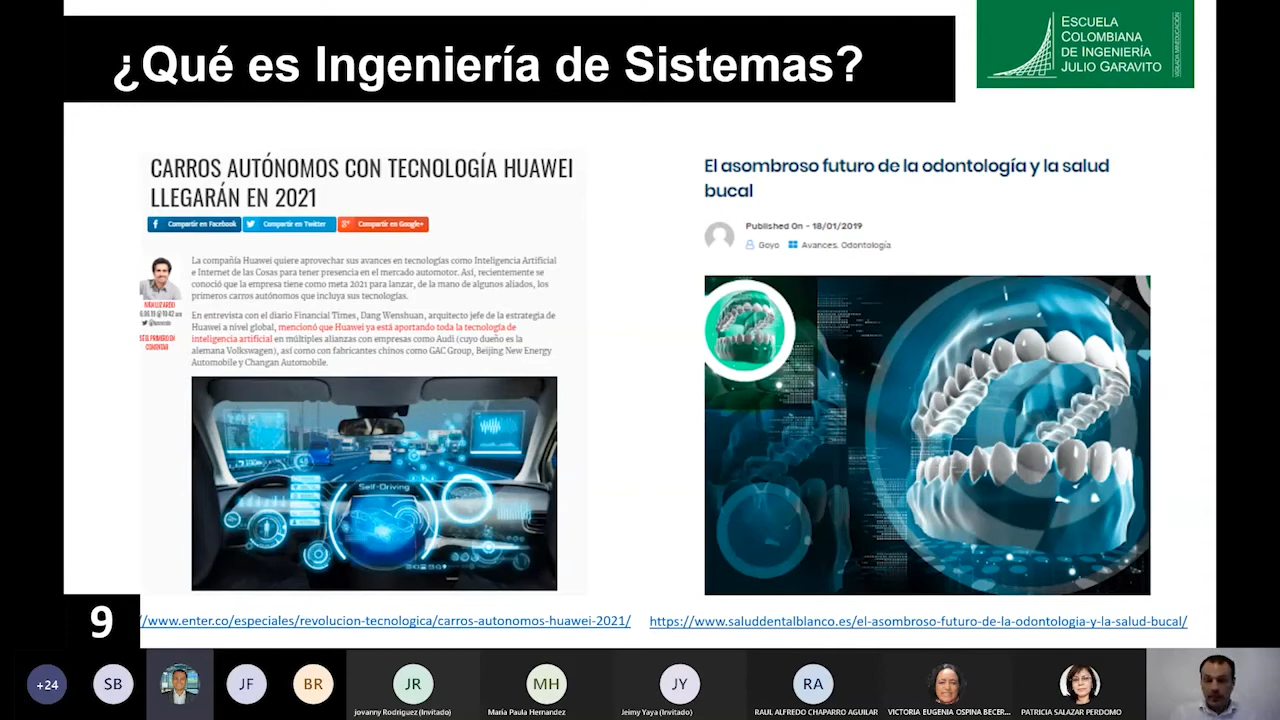 ¿Qué es Ingeniería de Sistemas?
ESCUELA
COLOMBIANA
DE INGENIERÍA
JULIO GARAVITO
VIGILADA MINEDUCACIÓN
CARROS AUTÓNOMOS CON TECNOLOGÍA HUAWEI
LLEGARÁN EN 2021
Compartir en Facebook
Compartir en Twitter
Compartir en Google+
La compañía Huawei quiere aprovechar sus avances en tecnologías como Inteligencia Artificial
e Internet de las Cosas para tener presencia en el mercado automotor. Así, recientemente se
conoció que la empresa tiene como meta 2021 para lanzar, de la mano de algunos aliados, los
primeros carros autónomos que incluya sus tecnologías.
SÉ EL PRIMERO EN
COMENTAR
En entrevista con el diario Financial Times, Dang Wenshuan, arquitecto jefe de la estrategia de
Huawei a nivel global, mencionó que Huawei ya está aportando toda la tecnología de
inteligencia artificial en múltiples alianzas con empresas como Audi (cuyo dueño es la
alemana Volkswagen), así como con fabricantes chinos como GAC Group, Beijing New Energy
Automobile y Changan Automobile.
Self-Driving
El asombroso futuro de la odontología y la salud
bucal
Published On - 18/01/2019
Goyo Avances, Odontología
9
//www.enter.co/especiales/revolucion-tecnologica/carros-autonomos-huawei-2021/
https://www.saluddentalblanco.es/el-asombroso-futuro-de-la-odontologia-y-la-salud-bucal/
+24
SB
JF
BR
JR
Jovanny Rodriguez (Invitado)
MH
Maria Paula Hernandez
JY
Jeimy Yaya (Invitado)
RA
RAUL ALFREDO CHAPARRO AGUILAR
VICTORIA EUGENIA OSPINA BECER...
PATRICIA SALAZAR PERDOMO